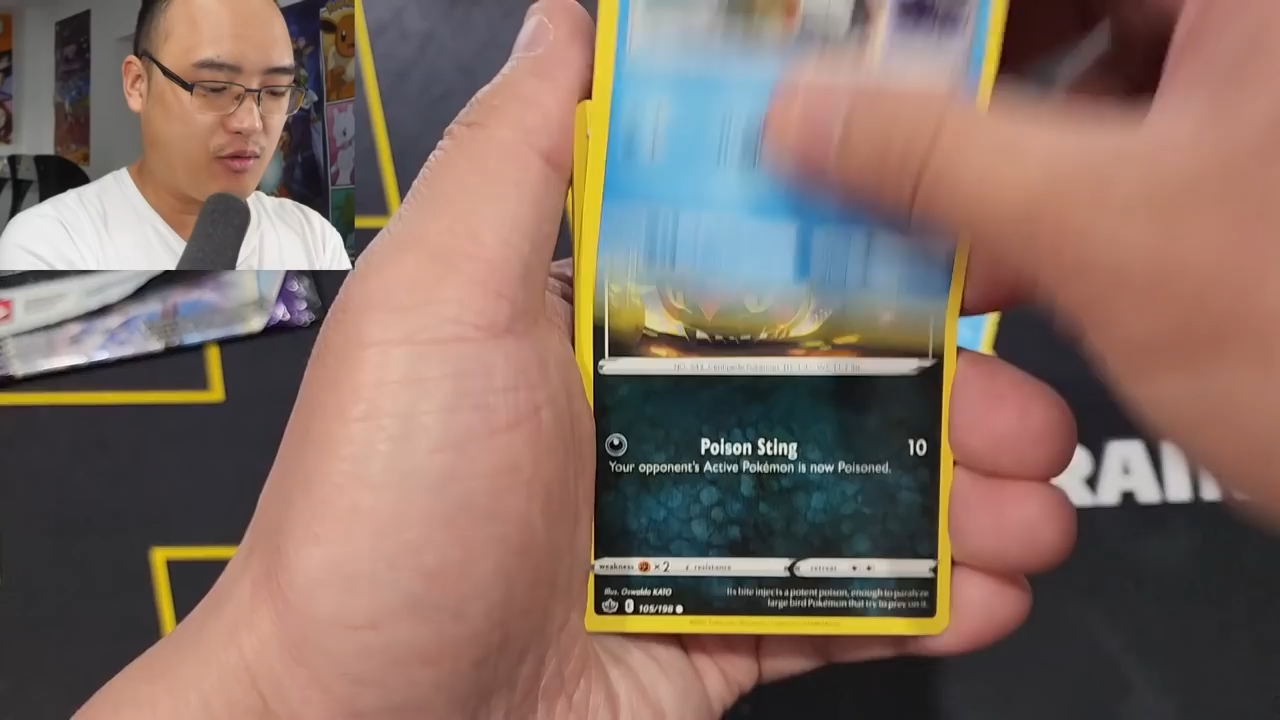 Poison Sting 10
Your opponent's Active Pokémon is now Poisoned.
weakness ×2 resistance retreat
Illus. Oswaldo KATO
105/198
Its bite injects a potent poison, enough to paralyze
large bird Pokémon that try to prey on it.
RAIN